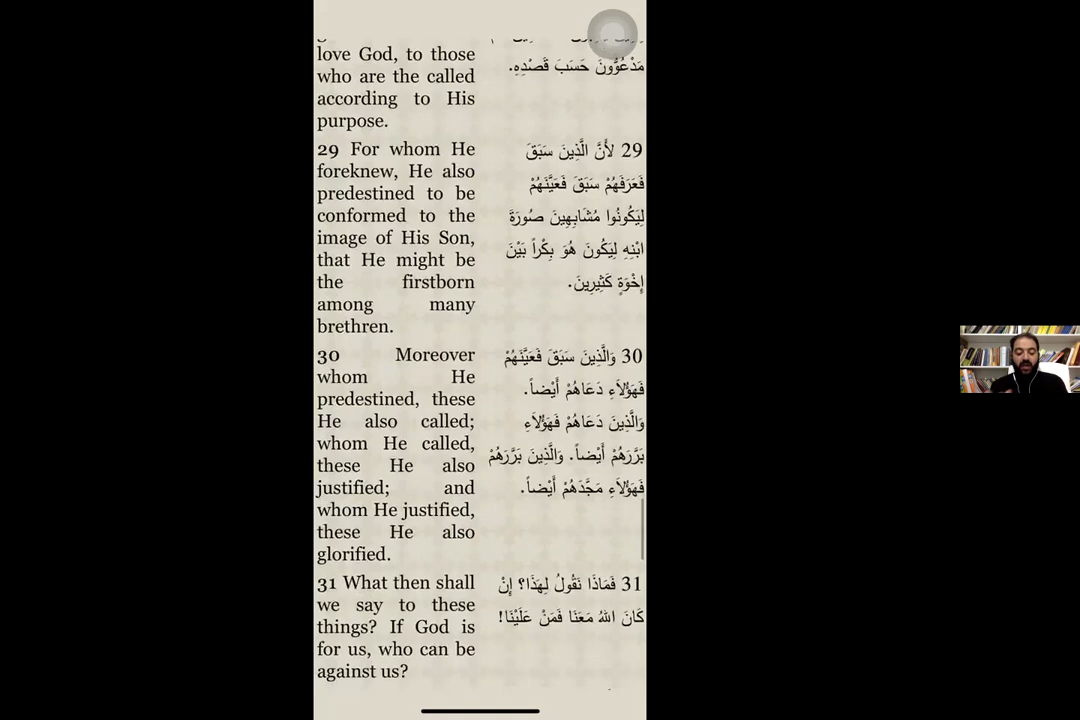 love God, to those
who are the called
according to His
purpose.
مَدْعُوُّونَ حَسَبَ قَصْدِهِ.
29 For whom He
foreknew, He also
predestined to be
conformed to the
image of His Son,
that He might be
the firstborn
among many
brethren.
29 لأَنَّ الَّذِينَ سَبَقَ
فَعَرَفَهُمْ سَبَقَ فَعَيَّنَهُمْ
لِيَكُونُوا مُشَابِهِينَ صُورَةَ
ابْنِهِ لِيَكُونَ هُوَ بِكْراً بَيْنَ
إِخْوَةٍ كَثِيرِينَ.
30 Moreover
whom He
predestined, these
He also called;
whom He called,
these He also
justified; and
whom He justified,
these He also
glorified.
30 وَالَّذِينَ سَبَقَ فَعَيَّنَهُمْ
فَهَؤُلاَءِ دَعَاهُمْ أَيْضاً.
وَالَّذِينَ دَعَاهُمْ فَهَؤُلاَءِ
بَرَّرَهُمْ أَيْضاً. وَالَّذِينَ بَرَّرَهُمْ
فَهَؤُلاَءِ مَجَّدَهُمْ أَيْضاً.
31 What then shall
we say to these
things? If God is
for us, who can be
against us?
31 فَمَاذَا نَقُولُ لِهَذَا؟ إِنْ
كَانَ اللهُ مَعَنَا فَمَنْ عَلَيْنَا!